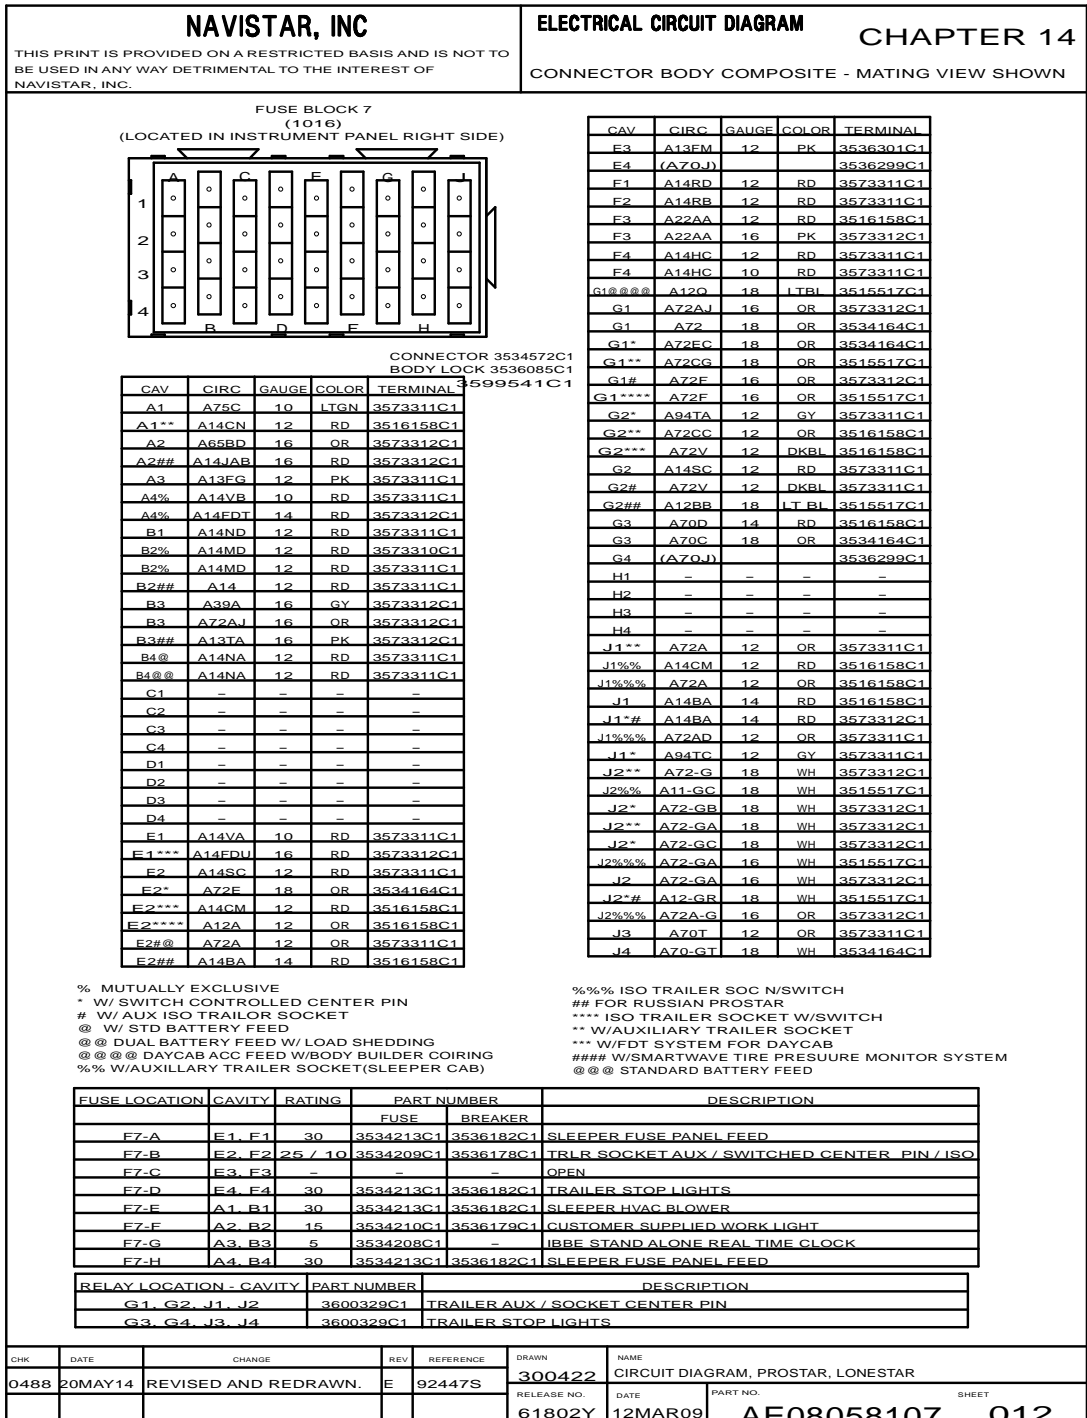 NAVISTAR, INC
THIS PRINT IS PROVIDED ON A RESTRICTED BASIS AND IS NOT TO
BE USED IN ANY WAY DETRIMENTAL TO THE INTEREST OF
NAVISTAR, INC.
ELECTRICAL CIRCUIT DIAGRAM
CHAPTER 14
CONNECTOR BODY COMPOSITE - MATING VIEW SHOWN
FUSE BLOCK 7
(1016)
(LOCATED IN INSTRUMENT PANEL RIGHT SIDE)
A C E G J
1
2
3
4
B D F H
CONNECTOR 3534572C1
BODY LOCK 3536085C1
3599541C1
CAV CIRC GAUGE COLOR TERMINAL
A1 A75C 10 LTGN 3573311C1
A1** A14CN 12 RD 3516158C1
A2 A65BD 16 OR 3573312C1
A2## A14JAB 16 RD 3573312C1
A3 A13FG 12 PK 3573311C1
A4% A14VB 10 RD 3573311C1
A4% A14FDT 14 RD 3573312C1
B1 A14ND 12 RD 3573311C1
B2% A14MD 12 RD 3573310C1
B2% A14MD 12 RD 3573311C1
B2## A14 12 RD 3573311C1
B3 A39A 16 GY 3573312C1
B3 A72AJ 16 OR 3573312C1
B3## A13TA 16 PK 3573312C1
B4@ A14NA 12 RD 3573311C1
B4@@ A14NA 12 RD 3573311C1
C1 – – – –
C2 – – – –
C3 – – – –
C4 – – – –
D1 – – – –
D2 – – – –
D3 – – – –
D4 – – – –
E1 A14VA 10 RD 3573311C1
E1*** A14FDU 16 RD 3573312C1
E2 A14SC 12 RD 3573311C1
E2* A72E 18 OR 3534164C1
E2*** A14CM 12 RD 3516158C1
E2**** A12A 12 OR 3516158C1
E2#@ A72A 12 OR 3573311C1
E2## A14BA 14 RD 3516158C1
CAV CIRC GAUGE COLOR TERMINAL
E3 A13FM 12 PK 3536301C1
E4 (A70J) 3536299C1
F1 A14RD 12 RD 3573311C1
F2 A14RB 12 RD 3573311C1
F3 A22AA 12 RD 3516158C1
F3 A22AA 16 PK 3573312C1
F4 A14HC 12 RD 3573311C1
F4 A14HC 10 RD 3573311C1
G1@@@@ A12Q 18 LTBL 3515517C1
G1 A72AJ 16 OR 3573312C1
G1 A72 18 OR 3534164C1
G1* A72EC 18 OR 3534164C1
G1** A72CG 18 OR 3515517C1
G1# A72F 16 OR 3573312C1
G1**** A72F 16 OR 3515517C1
G2* A94TA 12 GY 3573311C1
G2** A72CC 12 OR 3516158C1
G2*** A72V 12 DKBL 3516158C1
G2 A14SC 12 RD 3573311C1
G2# A72V 12 DKBL 3573311C1
G2## A12BB 18 LT BL 3515517C1
G3 A70D 14 RD 3516158C1
G3 A70C 18 OR 3534164C1
G4 (A70J) 3536299C1
H1 – – – –
H2 – – – –
H3 – – – –
H4 – – – –
J1** A72A 12 OR 3573311C1
J1%% A14CM 12 RD 3516158C1
J1%%% A72A 12 OR 3516158C1
J1 A14BA 14 RD 3516158C1
J1*# A14BA 14 RD 3573312C1
J1%%% A72AD 12 OR 3573311C1
J1* A94TC 12 GY 3573311C1
J2** A72-G 18 WH 3573312C1
J2%% A11-GC 18 WH 3515517C1
J2* A72-GB 18 WH 3573312C1
J2** A72-GA 18 WH 3573312C1
J2* A72-GC 18 WH 3573312C1
J2%%% A72-GA 16 WH 3515517C1
J2 A72-GA 16 WH 3573312C1
J2*# A12-GR 18 WH 3515517C1
J2%%% A72A-G 16 OR 3573312C1
J3 A70T 12 OR 3573311C1
J4 A70-GT 18 WH 3534164C1
% MUTUALLY EXCLUSIVE
* W/ SWITCH CONTROLLED CENTER PIN
# W/ AUX ISO TRAILOR SOCKET
@ W/ STD BATTERY FEED
@@ DUAL BATTERY FEED W/ LOAD SHEDDING
@@@@ DAYCAB ACC FEED W/BODY BUILDER COIRING
%% W/AUXILLARY TRAILER SOCKET(SLEEPER CAB)
%%% ISO TRAILER SOC N/SWITCH
## FOR RUSSIAN PROSTAR
**** ISO TRAILER SOCKET W/SWITCH
** W/AUXILIARY TRAILER SOCKET
*** W/FDT SYSTEM FOR DAYCAB
#### W/SMARTWAVE TIRE PRESUURE MONITOR SYSTEM
@@@ STANDARD BATTERY FEED
FUSE LOCATION CAVITY RATING PART NUMBER DESCRIPTION
FUSE BREAKER
F7-A E1, F1 30 3534213C1 3536182C1 SLEEPER FUSE PANEL FEED
F7-B E2, F2 25 / 10 3534209C1 3536178C1 TRLR SOCKET AUX / SWITCHED CENTER PIN / ISO
F7-C E3, F3 – – – OPEN
F7-D E4, F4 30 3534213C1 3536182C1 TRAILER STOP LIGHTS
F7-E A1, B1 30 3534213C1 3536182C1 SLEEPER HVAC BLOWER
F7-F A2, B2 15 3534210C1 3536179C1 CUSTOMER SUPPLIED WORK LIGHT
F7-G A3, B3 5 3534208C1 – IBBE STAND ALONE REAL TIME CLOCK
F7-H A4, B4 30 3534213C1 3536182C1 SLEEPER FUSE PANEL FEED
RELAY LOCATION - CAVITY PART NUMBER DESCRIPTION
G1, G2, J1, J2 3600329C1 TRAILER AUX / SOCKET CENTER PIN
G3, G4, J3, J4 3600329C1 TRAILER STOP LIGHTS
CHK DATE CHANGE REV REFERENCE
0488 20MAY14 REVISED AND REDRAWN. E 92447S
DRAWN
300422
NAME
CIRCUIT DIAGRAM, PROSTAR, LONESTAR
RELEASE NO. DATE PART NO. SHEET
61802Y 12MAR09 AE08058107 012